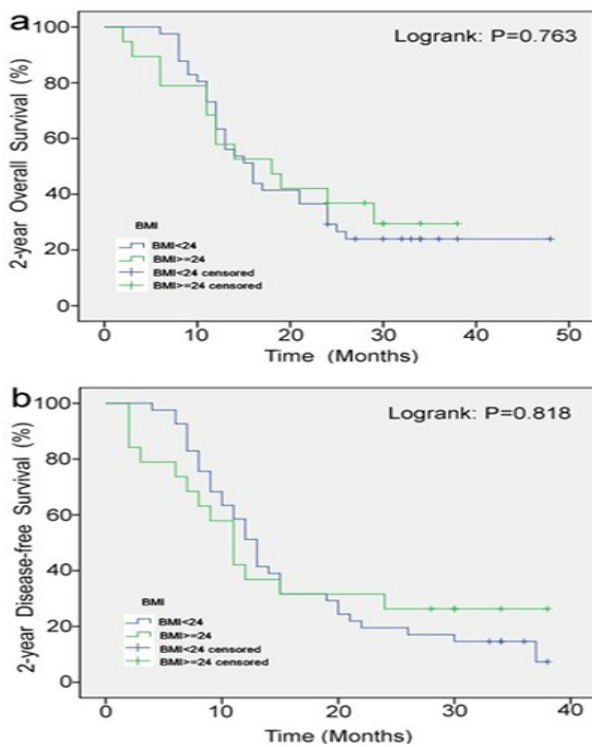 a
Logrank: P=0.763
2-year Overall Survival (%)
100
80
60
40
20
0
BMI
BMI<24
BMI>=24
BMI<24 censored
BMI>=24 censored
0 10 20 30 40 50
Time (Months)
b
Logrank: P=0.818
2-year Disease-free Survival (%)
100
80
60
40
20
0
BMI
BMI<24
BMI>=24
BMI<24 censored
BMI>=24 censored
0 10 20 30 40
Time (Months)